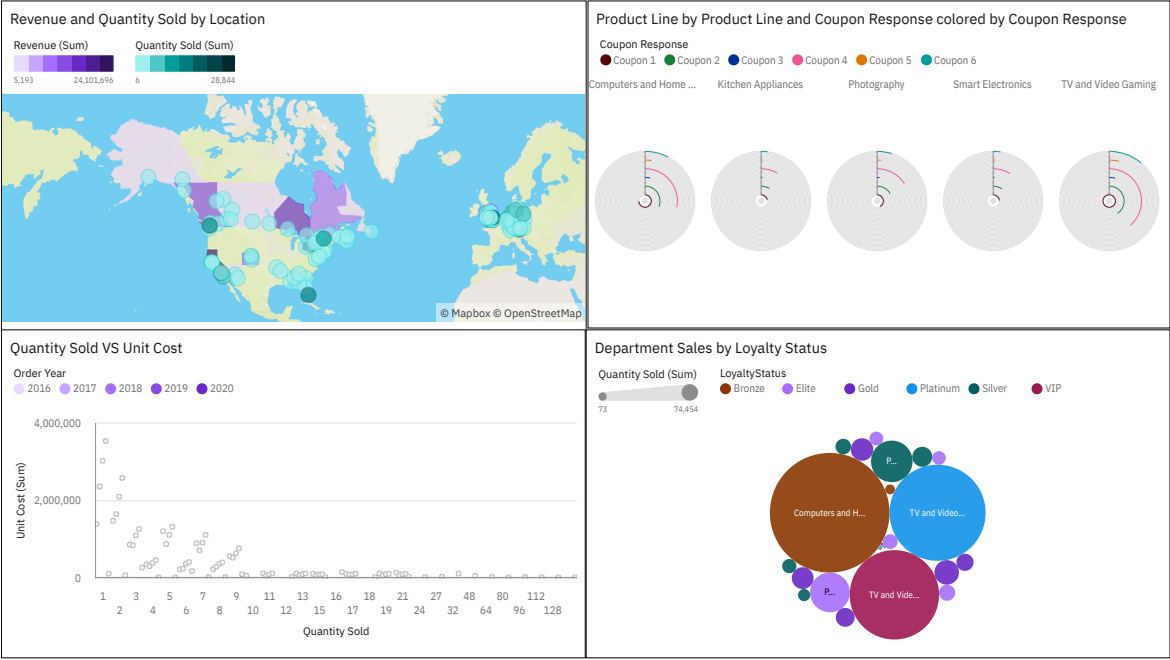 Revenue and Quantity Sold by Location
Revenue (Sum)
5,193 24,101,696
Quantity Sold (Sum)
6 28,844
© Mapbox © OpenStreetMap
Product Line by Product Line and Coupon Response colored by Coupon Response
Coupon Response
Coupon 1 Coupon 2 Coupon 3 Coupon 4 Coupon 5 Coupon 6
Computers and Home ... Kitchen Appliances Photography Smart Electronics TV and Video Gaming
Quantity Sold VS Unit Cost
Order Year
2016 2017 2018 2019 2020
Unit Cost (Sum)
4,000,000
2,000,000
0
1 3 5 7 9 11 13 15 17 19 21 27 48 80 112
2 4 6 8 10 12 14 16 18 20 24 32 64 96 128
Quantity Sold
Department Sales by Loyalty Status
Quantity Sold (Sum)
73 74,454
LoyaltyStatus
Bronze Elite Gold Platinum Silver VIP
P...
Computers and H...
TV and Video...
P...
TV and Vide...